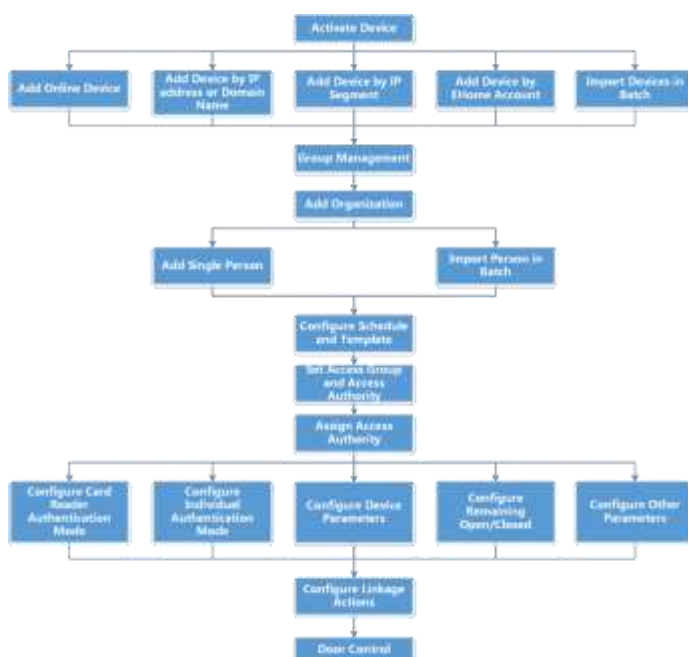 Activate Device
Add Online Device
Add Device by IP
address or Domain
Name
Add Device by IP
Segment
Add Device by
EHome Account
Import Devices in
Batch
Group Management
Add Organization
Add Single Person
Import Person in
Batch
Configure Schedule
and Template
Set Access Group
and Access
Authority
Assign Access
Authority
Configure Card
Reader
Authentication
Mode
Configure
Individual
Authentication
Mode
Configure Device
Parameters
Configure
Remaining
Open/Closed
Configure Other
Parameters
Configure Linkage
Actions
Door Control